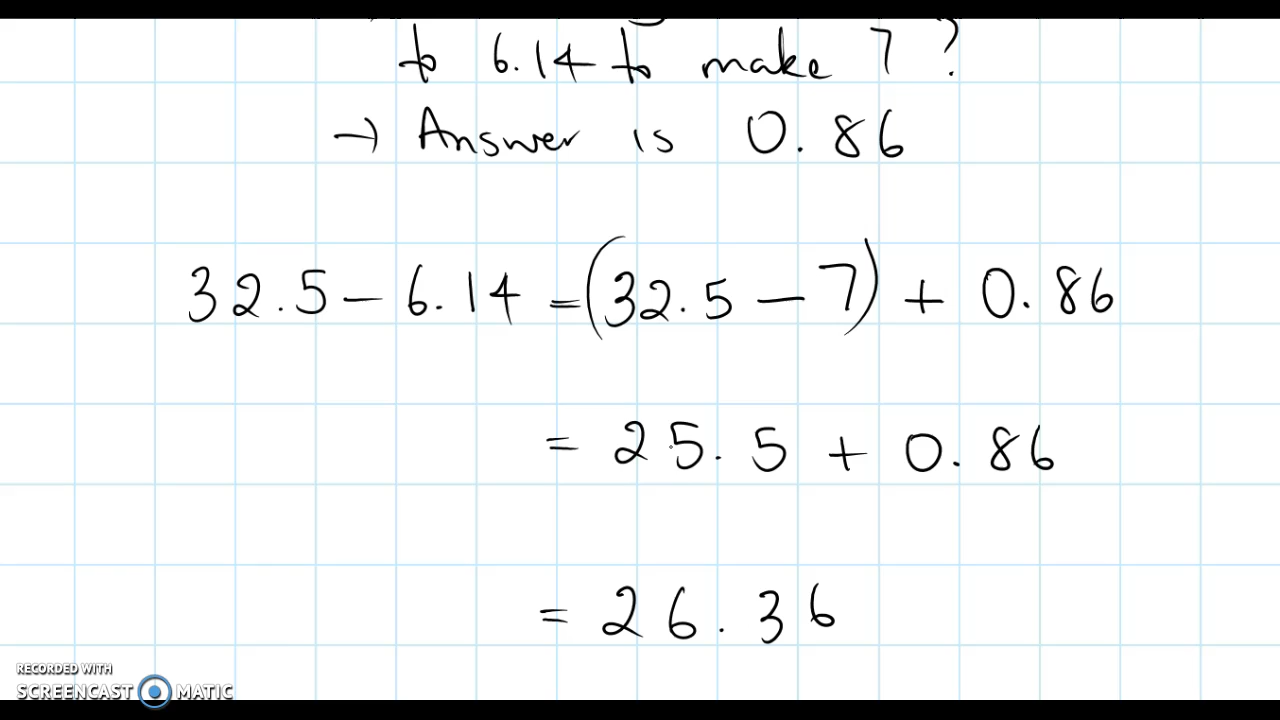 to 6.14 to make 7 ?
→ Answer is 0.86
32.5 - 6.14 = (32.5 - 7) + 0.86
= 25.5 + 0.86
= 26.36
RECORDED WITH
SCREENCAST MATIC